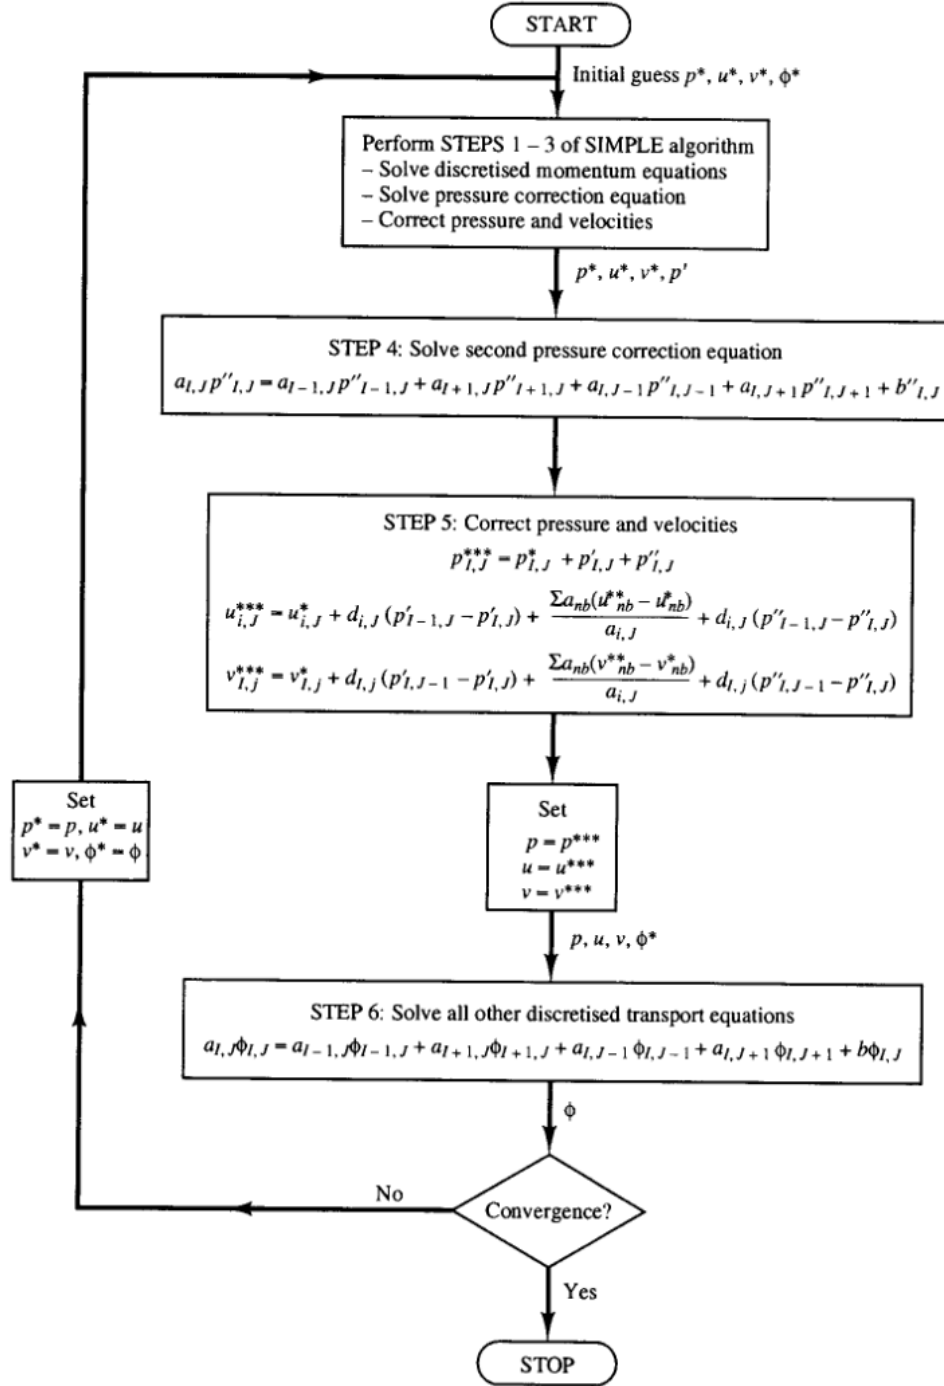 START
Initial guess p*, u*, v*, ϕ*
Perform STEPS 1 – 3 of SIMPLE algorithm
– Solve discretised momentum equations
– Solve pressure correction equation
– Correct pressure and velocities
p*, u*, v*, p′
STEP 4: Solve second pressure correction equation
a_{I,J} p″_{I,J} = a_{I−1,J} p″_{I−1,J} + a_{I+1,J} p″_{I+1,J} + a_{I,J−1} p″_{I,J−1} + a_{I,J+1} p″_{I,J+1} + b″_{I,J}
STEP 5: Correct pressure and velocities
p***_{I,J} = p*_{I,J} + p′_{I,J} + p″_{I,J}
u***_{i,J} = u*_{i,J} + d_{i,J} (p′_{I−1,J} − p′_{I,J}) + Σa_{nb}(u**_{nb} − u*_{nb}) / a_{i,J} + d_{i,J} (p″_{I−1,J} − p″_{I,J})
v***_{I,j} = v*_{I,j} + d_{I,j} (p′_{I,J−1} − p′_{I,J}) + Σa_{nb}(v**_{nb} − v*_{nb}) / a_{i,J} + d_{I,j} (p″_{I,J−1} − p″_{I,J})
Set
p* = p, u* = u
v* = v, ϕ* = ϕ
Set
p = p***
u = u***
v = v***
p, u, v, ϕ*
STEP 6: Solve all other discretised transport equations
a_{I,J}ϕ_{I,J} = a_{I−1,J}ϕ_{I−1,J} + a_{I+1,J}ϕ_{I+1,J} + a_{I,J−1} ϕ_{I,J−1} + a_{I,J+1} ϕ_{I,J+1} + bϕ_{I,J}
ϕ
No
Convergence?
Yes
STOP